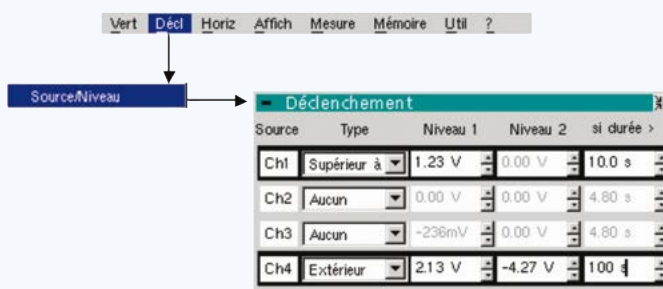 Vert Décl Horiz Affich Mesure Mémoire Util ?
Source/Niveau
Déclenchement
Source Type Niveau 1 Niveau 2 si durée >
Ch1 Supérieur à 1.23 V 0.00 V 10.0 s
Ch2 Aucun 0.00 V 0.00 V 4.80 s
Ch3 Aucun -236mV 0.00 V 4.80 s
Ch4 Extérieur 2.13 V -4.27 V 100 s